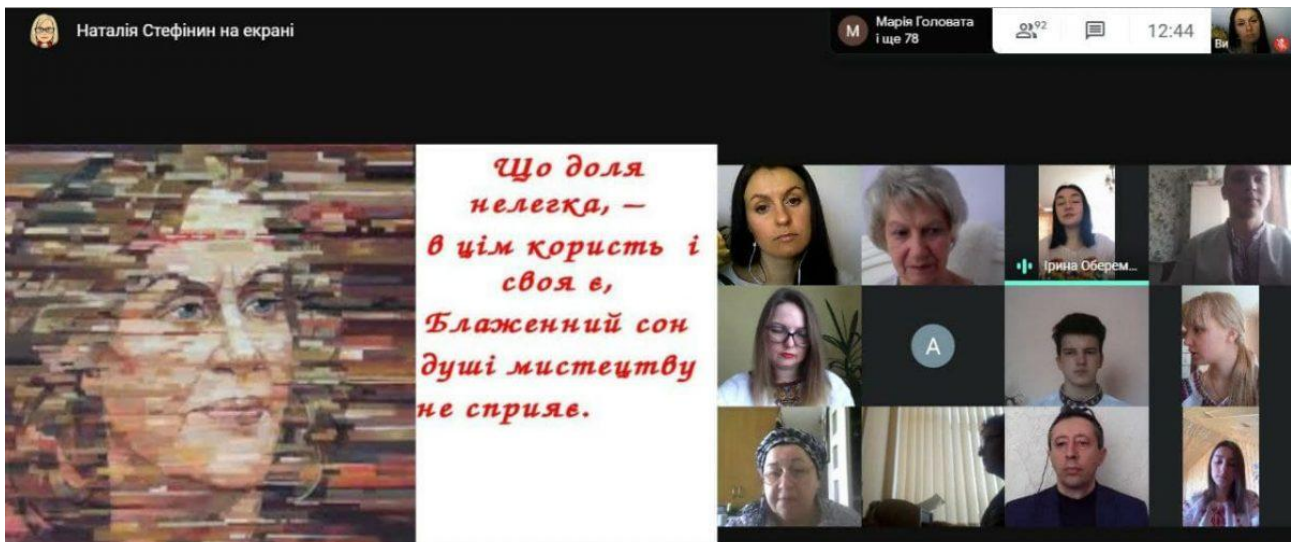 Наталія Стефінин на екрані
М
Марія Головата
і ще 78
92
12:44
Ви
Що доля
нелегка, –
в цім користь і
своя є,
Блаженний сон
душі мистецтву
не сприяє.
Ірина Оберем...
А